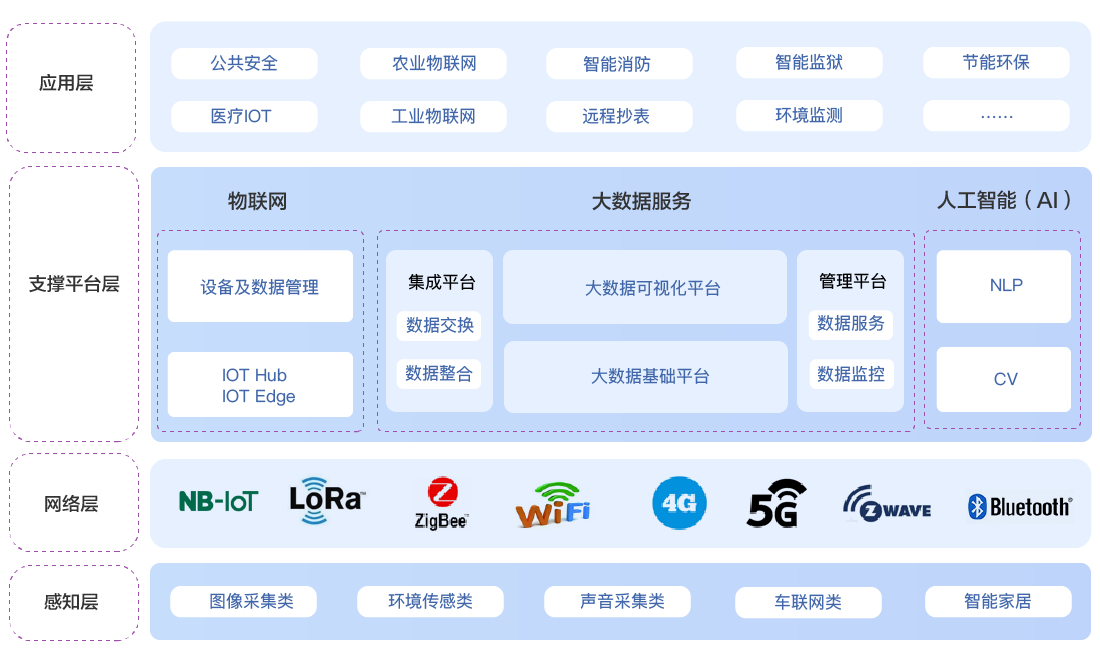 应用层
公共安全
农业物联网
智能消防
智能监狱
节能环保
医疗IOT
工业物联网
远程抄表
环境监测
……
支撑平台层
物联网
大数据服务
人工智能（AI）
设备及数据管理
IOT Hub
IOT Edge
集成平台
数据交换
数据整合
大数据可视化平台
大数据基础平台
管理平台
数据服务
数据监控
NLP
CV
网络层
NB-IoT
LoRa™
ZigBee™
WiFi
4G
5G
Z WAVE
Bluetooth®
感知层
图像采集类
环境传感类
声音采集类
车联网类
智能家居